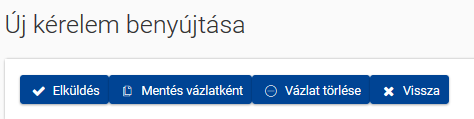 Új kérelem benyújtása
Elküldés Mentés vázlatként Vázlat törlése Vissza